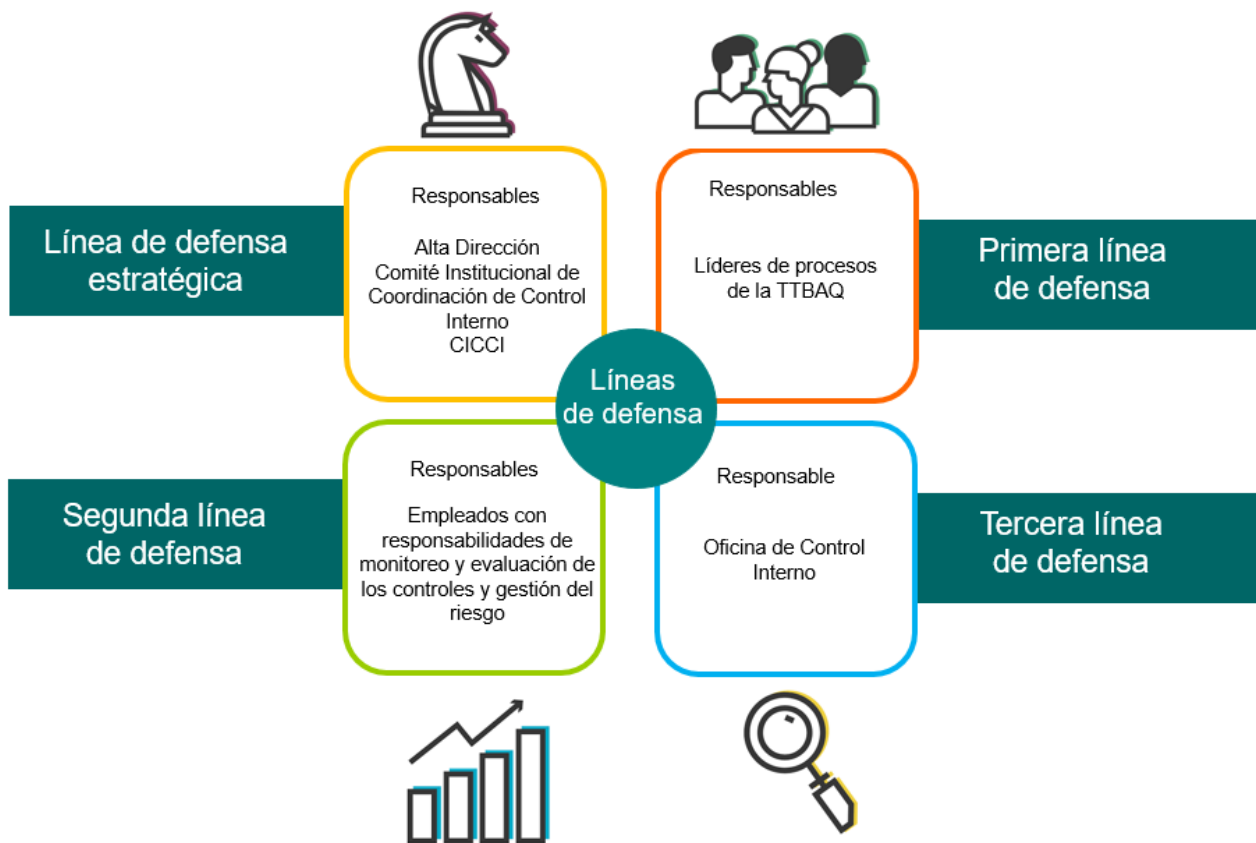 Línea de defensa
estratégica
Responsables
Alta Dirección
Comité Institucional de
Coordinación de Control
Interno
CICCI
Responsables
Líderes de procesos
de la TTBAQ
Primera línea
de defensa
Líneas
de defensa
Segunda línea
de defensa
Responsables
Empleados con
responsabilidades de
monitoreo y evaluación de
los controles y gestión del
riesgo
Responsable
Oficina de Control
Interno
Tercera línea
de defensa